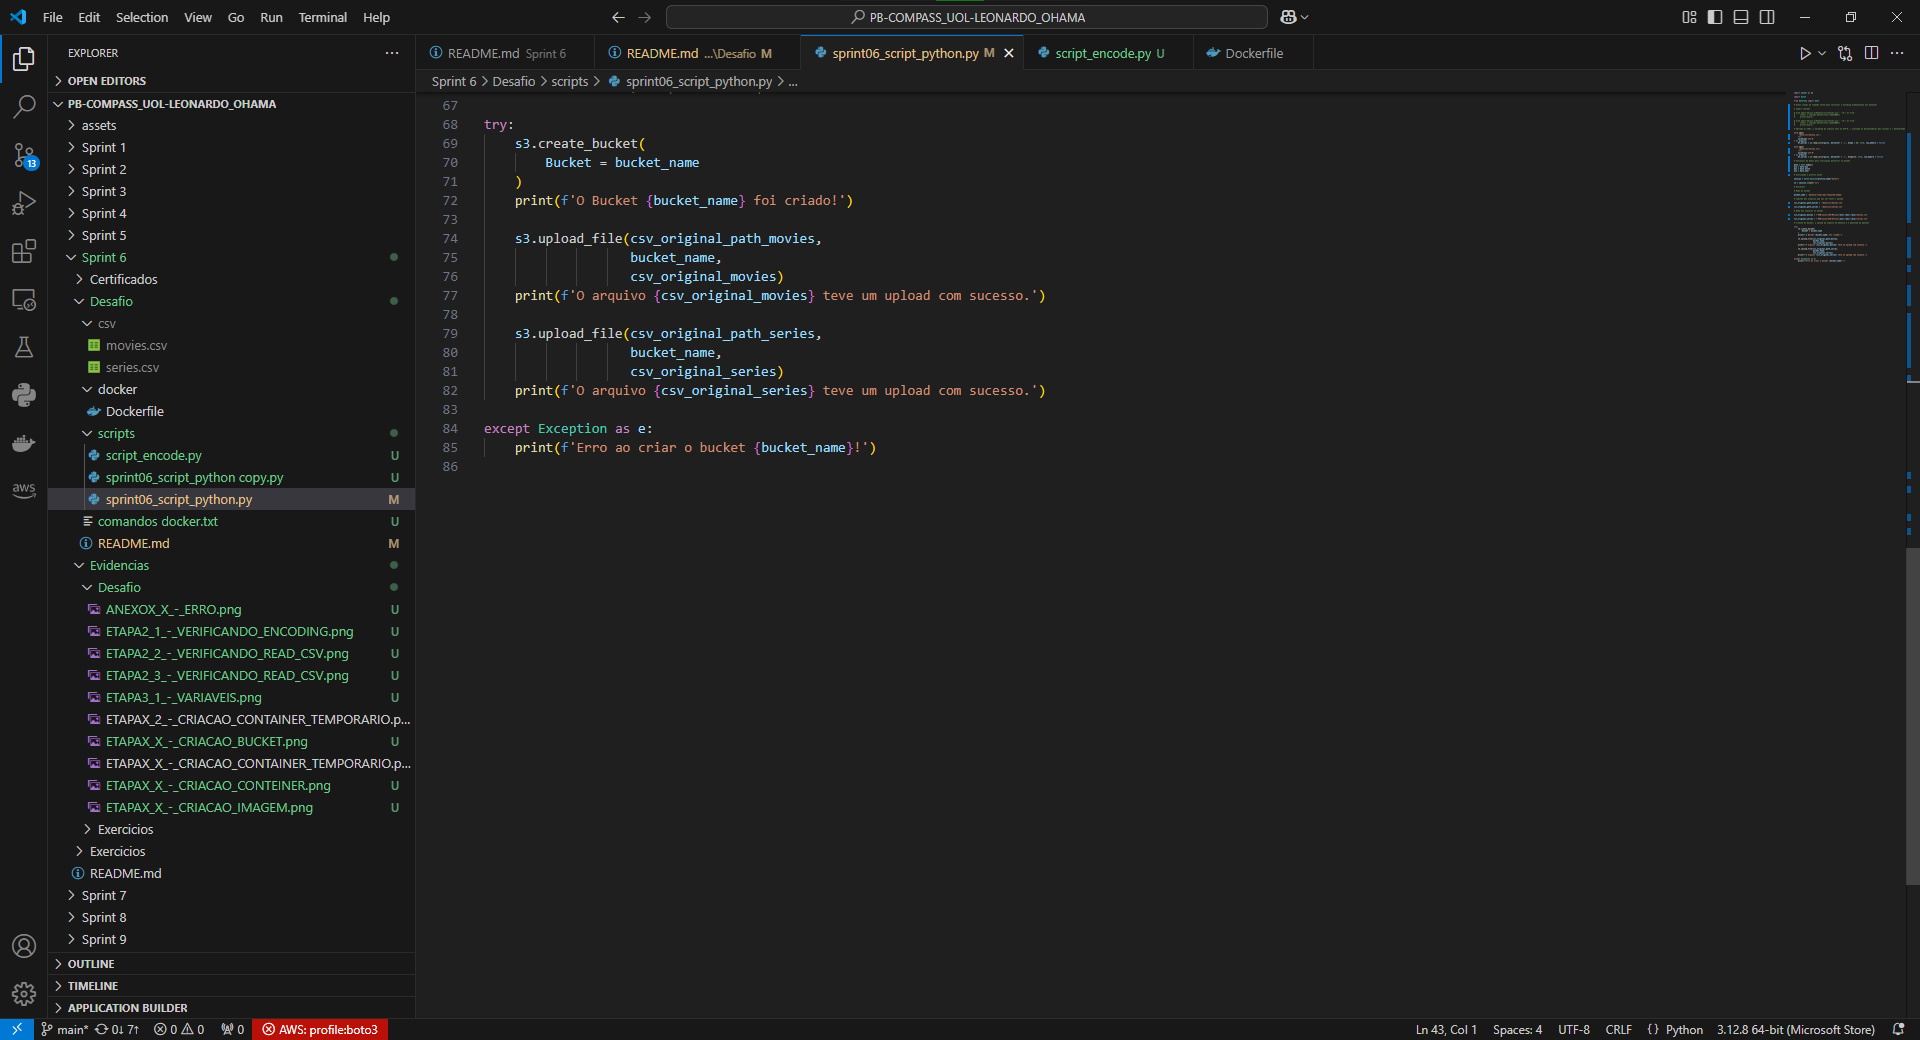 File Edit Selection View Go Run Terminal Help
PB-COMPASS_UOL-LEONARDO_OHAMA
EXPLORER
README.md Sprint 6
README.md ...\Desafio M
sprint06_script_python.py M
script_encode.py U
Dockerfile
Sprint 6 > Desafio > scripts > sprint06_script_python.py > ...
OPEN EDITORS
PB-COMPASS_UOL-LEONARDO_OHAMA
assets
Sprint 1
Sprint 2
Sprint 3
Sprint 4
Sprint 5
Sprint 6
Certificados
Desafio
csv
movies.csv
series.csv
docker
Dockerfile
scripts
script_encode.py U
sprint06_script_python copy.py U
sprint06_script_python.py M
comandos docker.txt U
README.md M
Evidencias
Desafio
ANEXOX_X_-_ERRO.png U
ETAPA2_1_-_VERIFICANDO_ENCODING.png U
ETAPA2_2_-_VERIFICANDO_READ_CSV.png U
ETAPA2_3_-_VERIFICANDO_READ_CSV.png U
ETAPA3_1_-_VARIAVEIS.png U
ETAPAX_2_-_CRIACAO_CONTAINER_TEMPORARIO.p...
ETAPAX_X_-_CRIACAO_BUCKET.png U
ETAPAX_X_-_CRIACAO_CONTAINER_TEMPORARIO.p...
ETAPAX_X_-_CRIACAO_CONTEINER.png U
ETAPAX_X_-_CRIACAO_IMAGEM.png U
Exercicios
Exercicios
README.md
Sprint 7
Sprint 8
Sprint 9
OUTLINE
TIMELINE
APPLICATION BUILDER
13
aws
67
68 try:
69 s3.create_bucket(
70 Bucket = bucket_name
71 )
72 print(f'O Bucket {bucket_name} foi criado!')
73
74 s3.upload_file(csv_original_path_movies,
75 bucket_name,
76 csv_original_movies)
77 print(f'O arquivo {csv_original_movies} teve um upload com sucesso.')
78
79 s3.upload_file(csv_original_path_series,
80 bucket_name,
81 csv_original_series)
82 print(f'O arquivo {csv_original_series} teve um upload com sucesso.')
83
84 except Exception as e:
85 print(f'Erro ao criar o bucket {bucket_name}!')
86
main* 0↓ 7↑ 0 0 0 AWS: profile:boto3
Ln 43, Col 1 Spaces: 4 UTF-8 CRLF {} Python 3.12.8 64-bit (Microsoft Store)